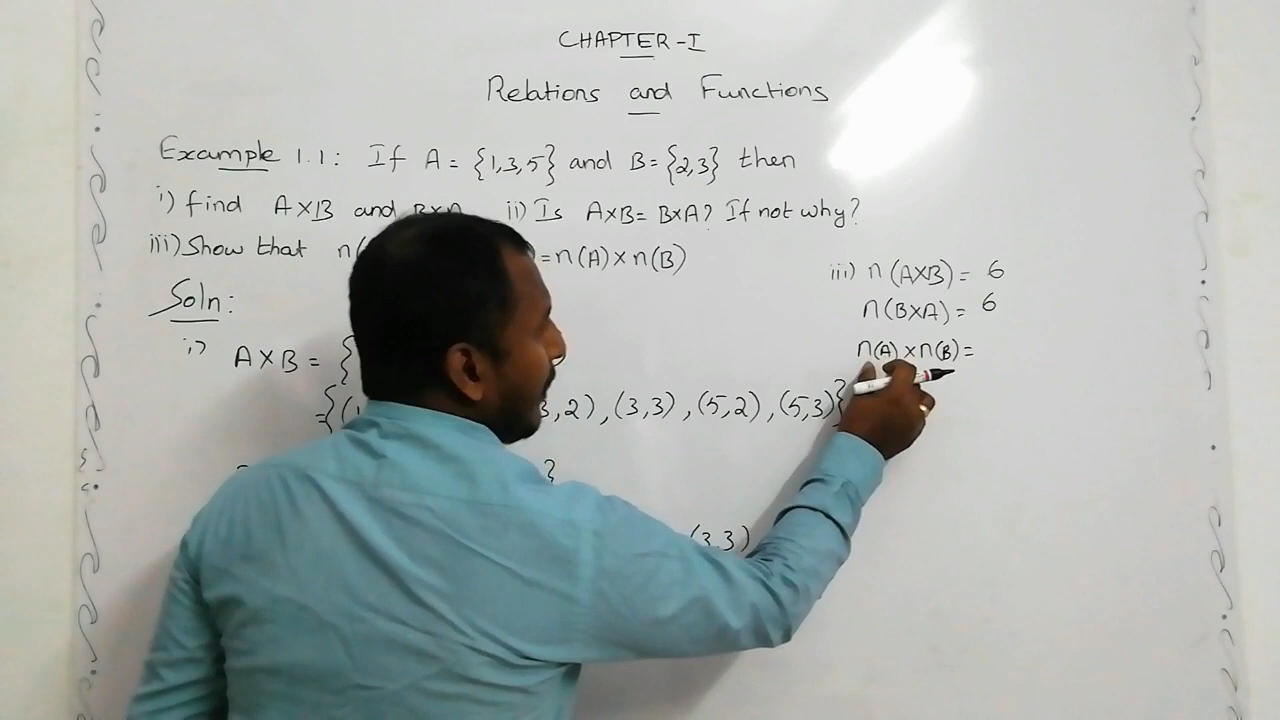 CHAPTER-I
Relations and Functions
Example 1.1: If A = {1,3,5} and B = {2,3} then
i) find A×B and B×A ii) Is A×B = B×A? If not why?
iii) Show that n( ) = n(A) × n(B)
Soln:
iii) n(A×B) = 6
n(B×A) = 6
i) A×B = {
n(A) × n(B) =
= {(1, 3,2), (3,3), (5,2), (5,3)}
}
(3,3)